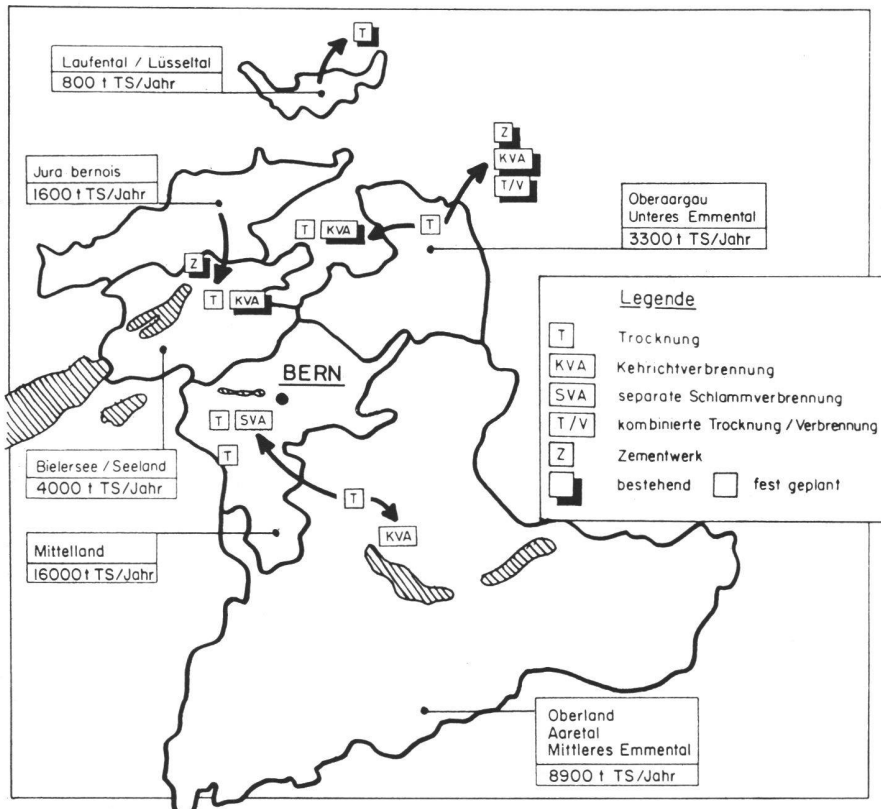 T
Laufental / Lüsseltal
800 t TS/Jahr
Z
KVA
T/V
Jura bernois
1600 t TS/Jahr
Oberaargau
Unteres Emmental
3300 t TS/Jahr
T KVA
T
Z
T KVA
Legende
T Trocknung
KVA Kehrichtverbrennung
SVA separate Schlammverbrennung
T/V kombinierte Trocknung / Verbrennung
Z Zementwerk
bestehend fest geplant
BERN
T SVA
T
Bielersee / Seeland
4000 t TS/Jahr
T
KVA
Mittelland
16000 t TS/Jahr
Oberland
Aaretal
Mittleres Emmental
8900 t TS/Jahr